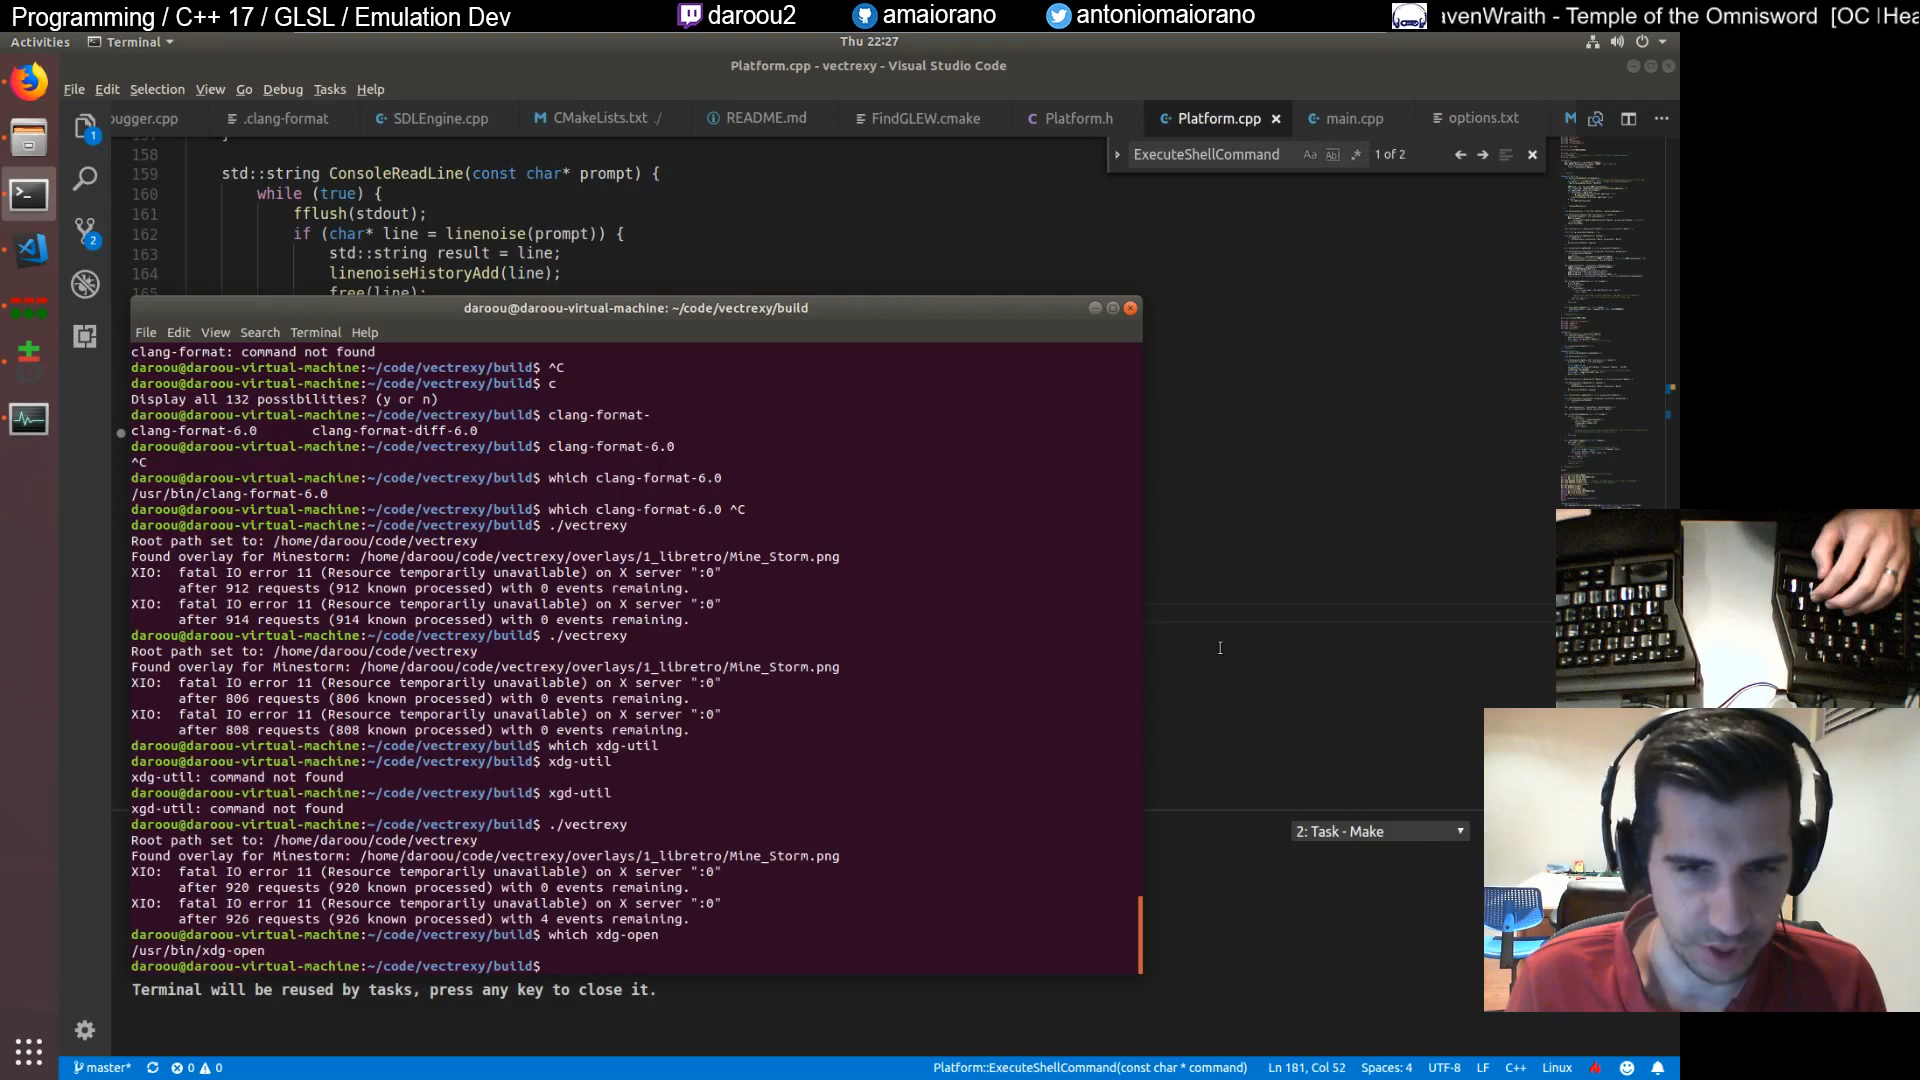 Programming / C++ 17 / GLSL / Emulation Dev
daroou2
amaiorano
antoniomaiorano
avenWraith - Temple of the Omnisword [OC | Hea
Activities
Terminal
Thu 22:27
Platform.cpp - vectrexy - Visual Studio Code
File Edit Selection View Go Debug Tasks Help
bugger.cpp
.clang-format
SDLEngine.cpp
M CMakeLists.txt ./
README.md
FindGLEW.cmake
C Platform.h
Platform.cpp
main.cpp
options.txt
M
ExecuteShellCommand
1 of 2
158
159 std::string ConsoleReadLine(const char* prompt) {
160 while (true) {
161 fflush(stdout);
162 if (char* line = linenoise(prompt)) {
163 std::string result = line;
164 linenoiseHistoryAdd(line);
165 free(line);
daroou@daroou-virtual-machine: ~/code/vectrexy/build
File Edit View Search Terminal Help
clang-format: command not found
daroou@daroou-virtual-machine:~/code/vectrexy/build$ ^C
daroou@daroou-virtual-machine:~/code/vectrexy/build$ c
Display all 132 possibilities? (y or n)
daroou@daroou-virtual-machine:~/code/vectrexy/build$ clang-format-
clang-format-6.0 clang-format-diff-6.0
daroou@daroou-virtual-machine:~/code/vectrexy/build$ clang-format-6.0
^C
daroou@daroou-virtual-machine:~/code/vectrexy/build$ which clang-format-6.0
/usr/bin/clang-format-6.0
daroou@daroou-virtual-machine:~/code/vectrexy/build$ which clang-format-6.0 ^C
daroou@daroou-virtual-machine:~/code/vectrexy/build$ ./vectrexy
Root path set to: /home/daroou/code/vectrexy
Found overlay for Minestorm: /home/daroou/code/vectrexy/overlays/1_libretro/Mine_Storm.png
XIO: fatal IO error 11 (Resource temporarily unavailable) on X server ":0"
after 912 requests (912 known processed) with 0 events remaining.
XIO: fatal IO error 11 (Resource temporarily unavailable) on X server ":0"
after 914 requests (914 known processed) with 0 events remaining.
daroou@daroou-virtual-machine:~/code/vectrexy/build$ ./vectrexy
Root path set to: /home/daroou/code/vectrexy
Found overlay for Minestorm: /home/daroou/code/vectrexy/overlays/1_libretro/Mine_Storm.png
XIO: fatal IO error 11 (Resource temporarily unavailable) on X server ":0"
after 806 requests (806 known processed) with 0 events remaining.
XIO: fatal IO error 11 (Resource temporarily unavailable) on X server ":0"
after 808 requests (808 known processed) with 0 events remaining.
daroou@daroou-virtual-machine:~/code/vectrexy/build$ which xdg-util
daroou@daroou-virtual-machine:~/code/vectrexy/build$ xdg-util
xdg-util: command not found
daroou@daroou-virtual-machine:~/code/vectrexy/build$ xgd-util
xgd-util: command not found
daroou@daroou-virtual-machine:~/code/vectrexy/build$ ./vectrexy
Root path set to: /home/daroou/code/vectrexy
Found overlay for Minestorm: /home/daroou/code/vectrexy/overlays/1_libretro/Mine_Storm.png
XIO: fatal IO error 11 (Resource temporarily unavailable) on X server ":0"
after 920 requests (920 known processed) with 0 events remaining.
XIO: fatal IO error 11 (Resource temporarily unavailable) on X server ":0"
after 926 requests (926 known processed) with 4 events remaining.
daroou@daroou-virtual-machine:~/code/vectrexy/build$ which xdg-open
/usr/bin/xdg-open
daroou@daroou-virtual-machine:~/code/vectrexy/build$
2: Task - Make
Terminal will be reused by tasks, press any key to close it.
master* 0 0
Platform::ExecuteShellCommand(const char * command) Ln 181, Col 52 Spaces: 4 UTF-8 LF C++ Linux